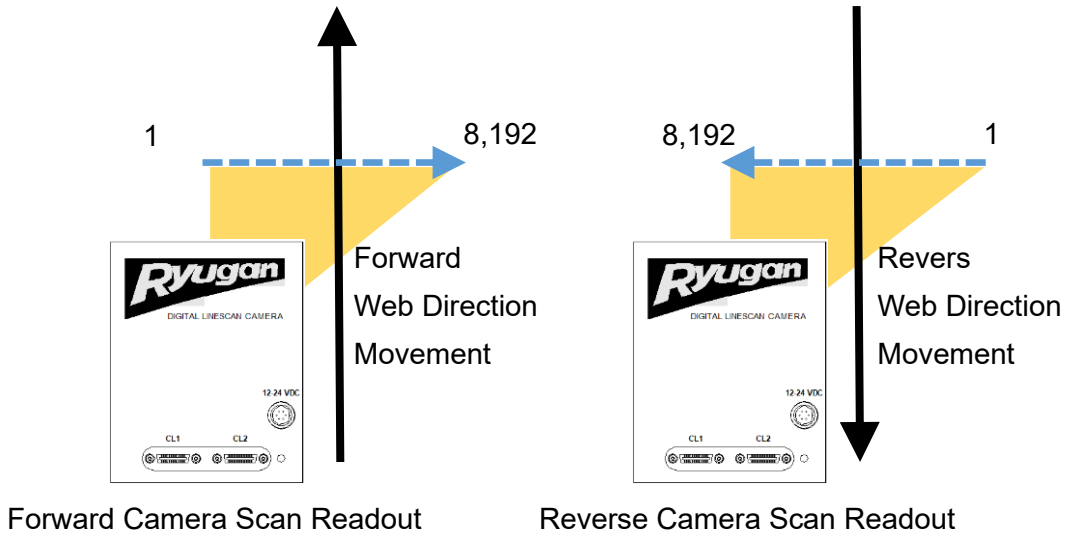 1
8,192
8,192
1
Forward
Web Direction
Movement
Revers
Web Direction
Movement
Ryugan
DIGITAL LINESCAN CAMERA
12-24 VDC
CL1
CL2
Ryugan
DIGITAL LINESCAN CAMERA
12-24 VDC
CL1
CL2
Forward Camera Scan Readout
Reverse Camera Scan Readout